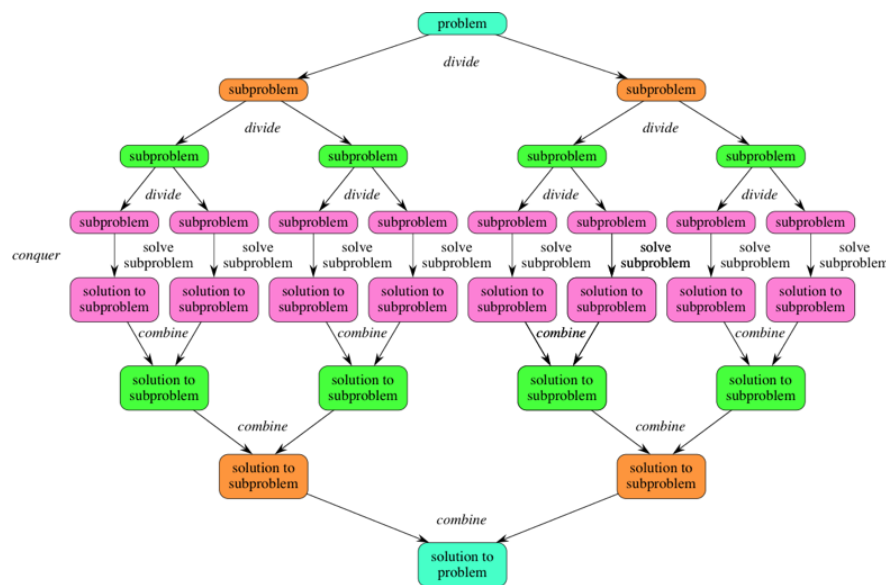 problem
divide
subproblem subproblem
divide divide
subproblem subproblem subproblem subproblem
divide divide divide divide
subproblem subproblem subproblem subproblem subproblem subproblem subproblem subproblem
solve solve solve solve solve solve solve solve
conquer subproblem subproblem subproblem subproblem subproblem subproblem subproblem subproblem
solution to solution to solution to solution to solution to solution to solution to solution to
subproblem subproblem subproblem subproblem subproblem subproblem subproblem subproblem
combine combine combine combine
solution to solution to solution to solution to
subproblem subproblem subproblem subproblem
combine combine
solution to solution to
subproblem subproblem
combine
solution to
problem